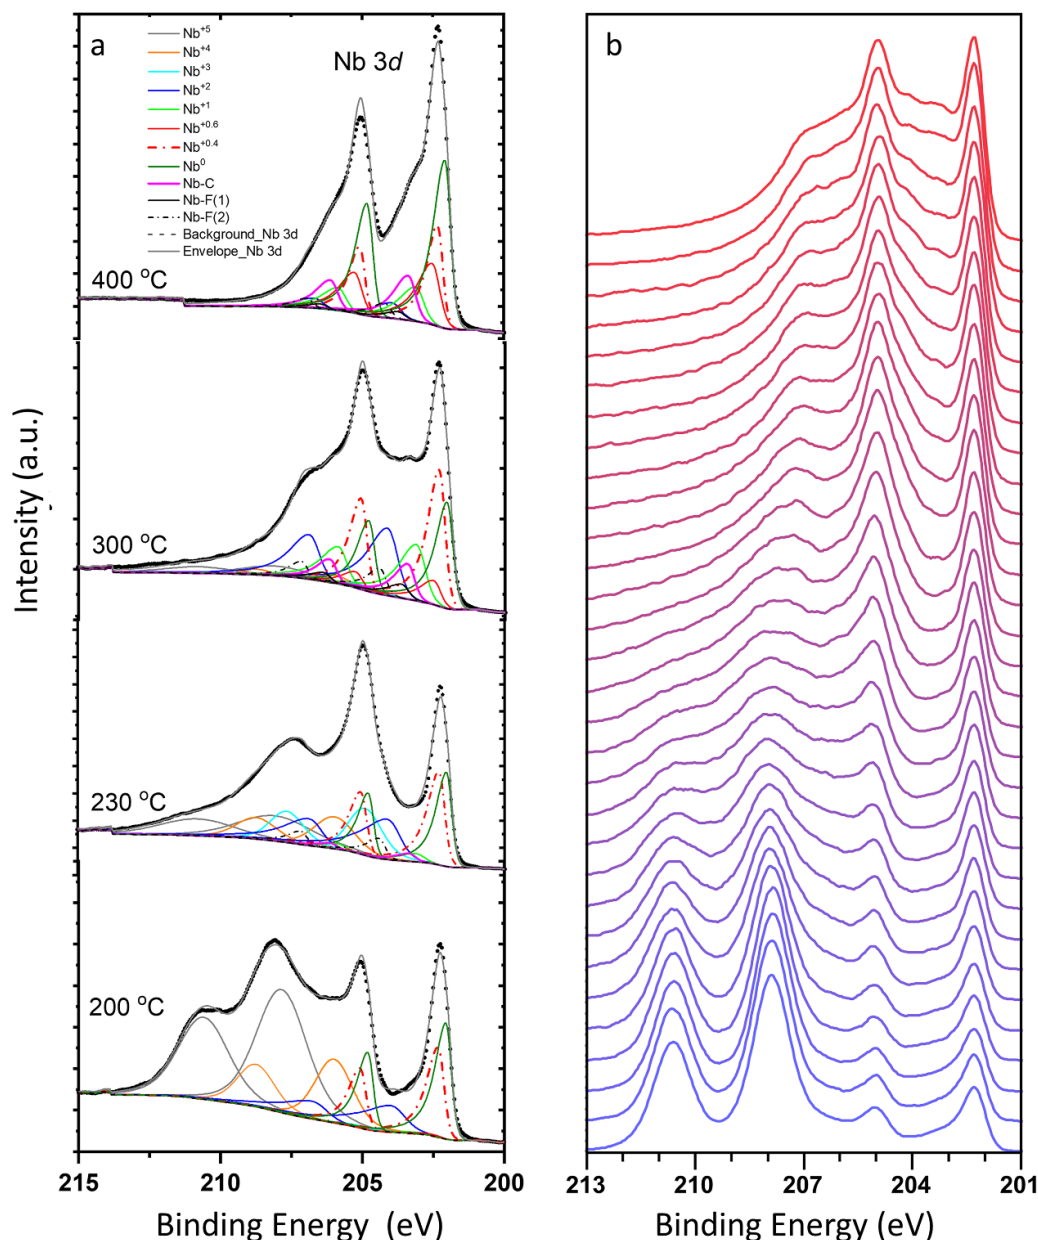 a
Nb+5
Nb+4
Nb+3
Nb+2
Nb+1
Nb+0.6
Nb+0.4
Nb0
Nb-C
Nb-F(1)
Nb-F(2)
Background_Nb 3d
Envelope_Nb 3d
Nb 3d
400 °C
300 °C
230 °C
200 °C
Intensity (a.u.)
215 210 205 200
Binding Energy (eV)
b
213 210 207 204 201
Binding Energy (eV)